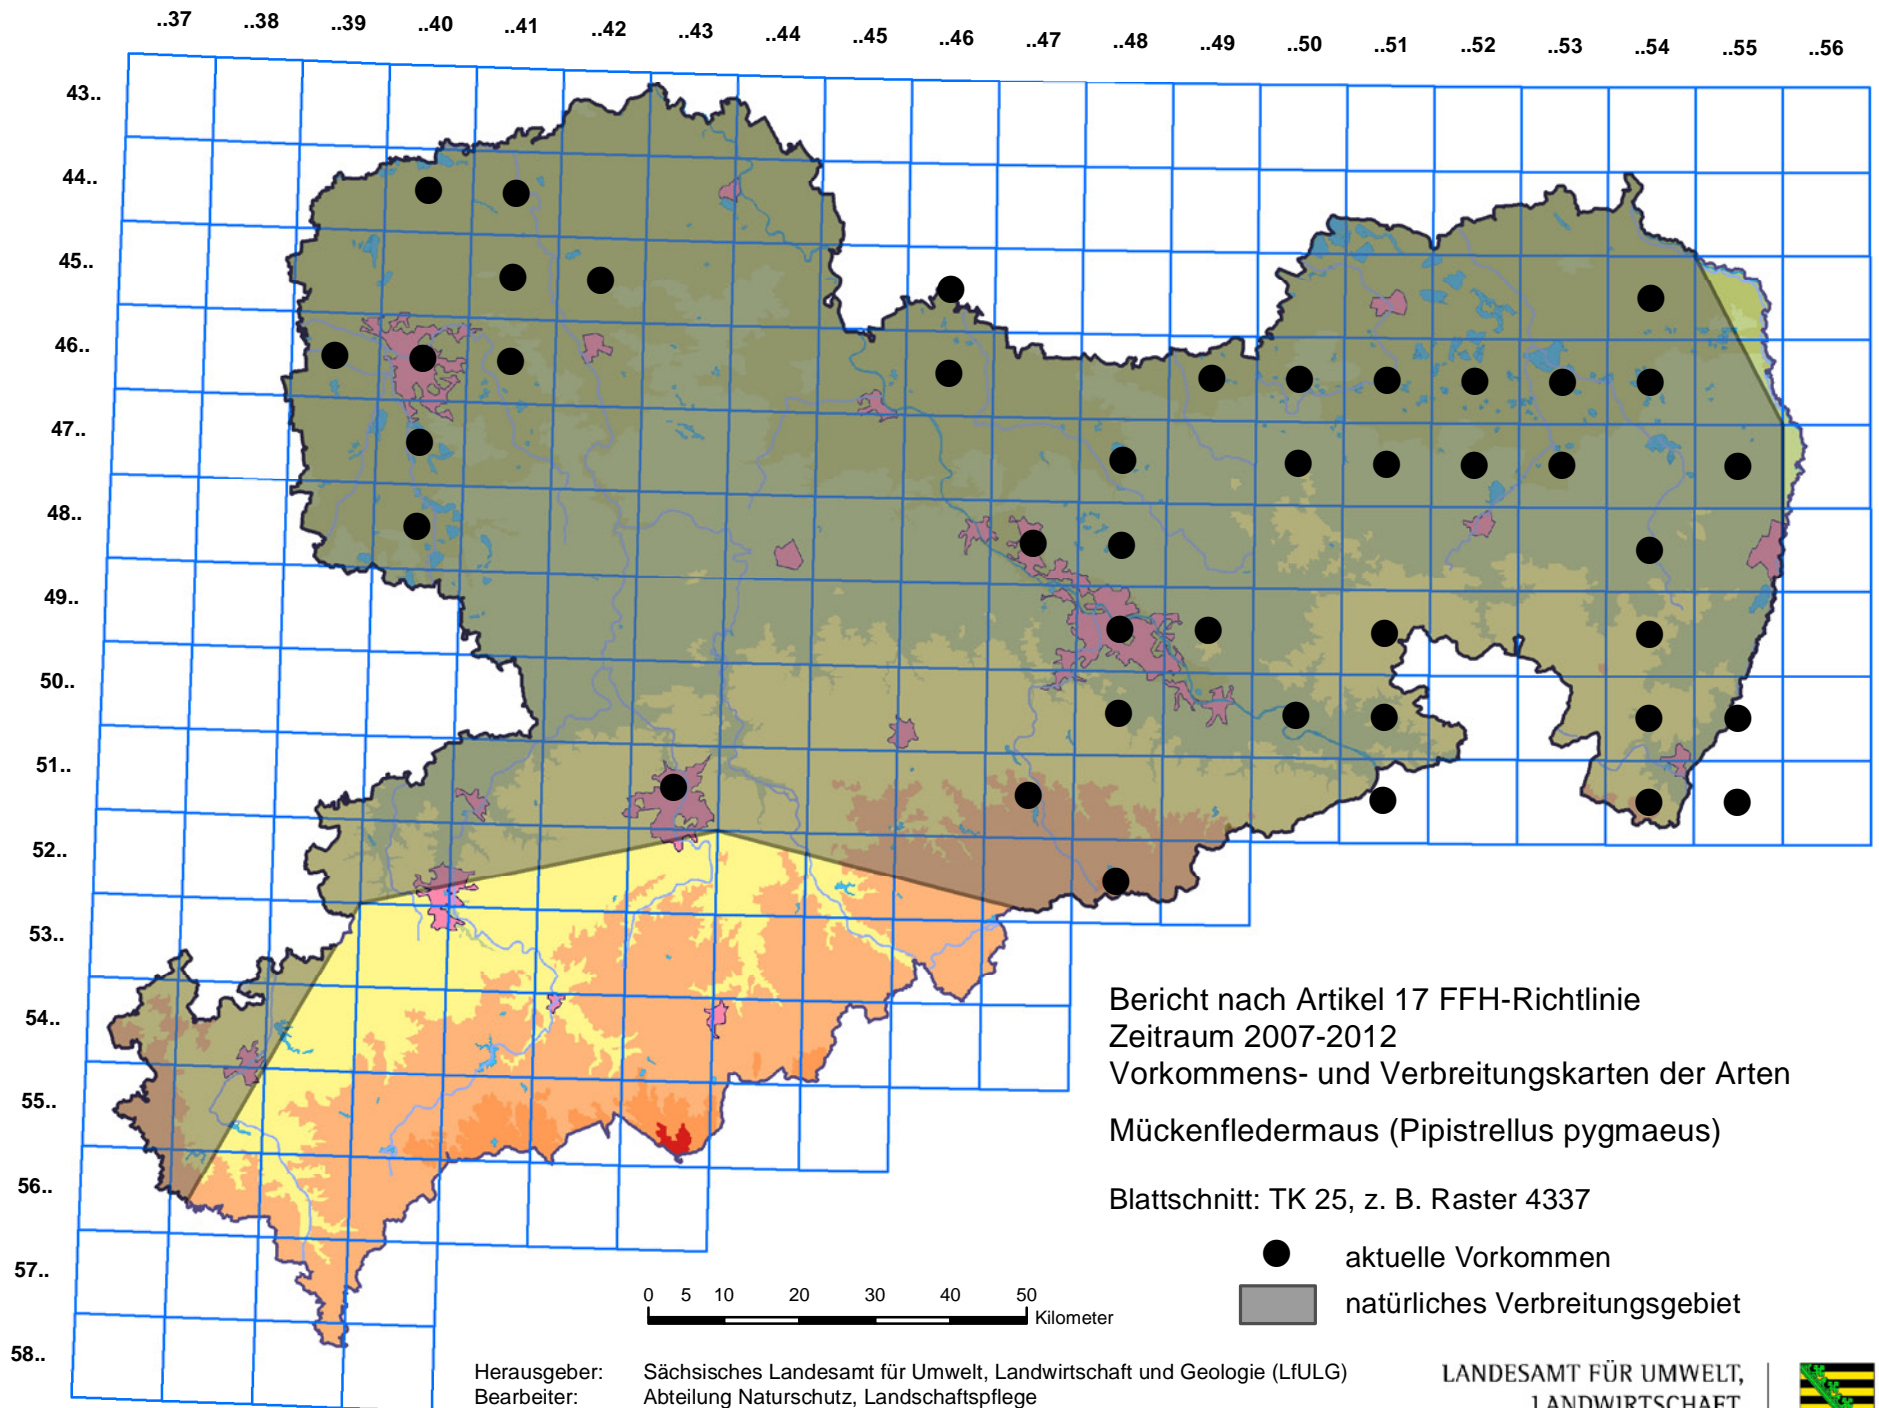 ..37 ..38 ..39 ..40 ..41 ..42 ..43 ..44 ..45 ..46 ..47 ..48 ..49 ..50 ..51 ..52 ..53 ..54 ..55 ..56
43..
44..
45..
46..
47..
48..
49..
50..
51..
52..
53..
54..
55..
56..
57..
58..
Bericht nach Artikel 17 FFH-Richtlinie
Zeitraum 2007-2012
Vorkommens- und Verbreitungskarten der Arten
Mückenfledermaus (Pipistrellus pygmaeus)
Blattschnitt: TK 25, z. B. Raster 4337
aktuelle Vorkommen
natürliches Verbreitungsgebiet
0 5 10 20 30 40 50
Kilometer
Herausgeber: Sächsisches Landesamt für Umwelt, Landwirtschaft und Geologie (LfULG)
Bearbeiter: Abteilung Naturschutz, Landschaftspflege
LANDESAMT FÜR UMWELT,
LANDWIRTSCHAFT